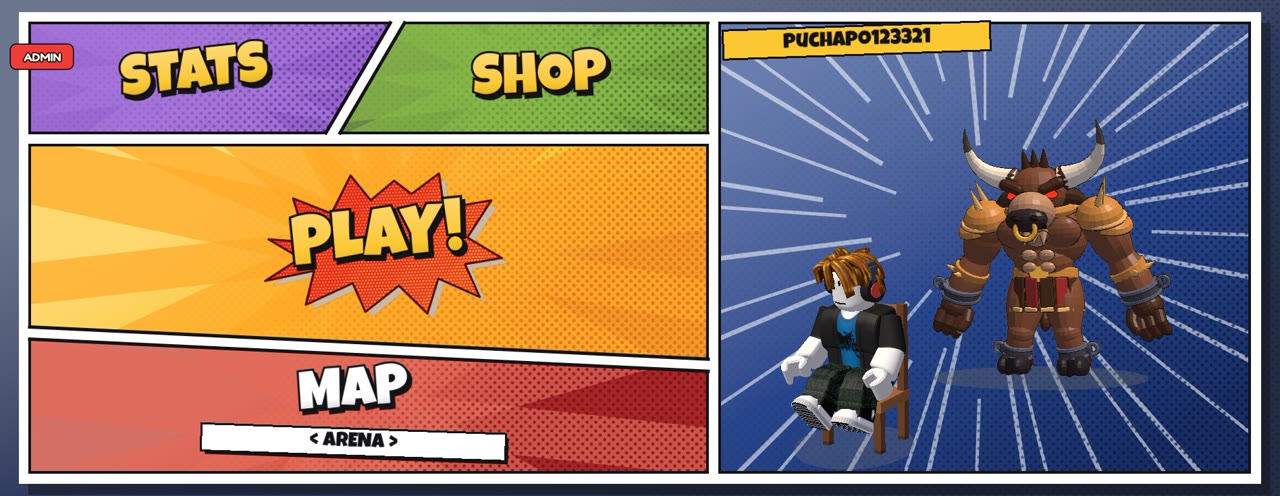 ADMIN
STATS
SHOP
PUCHAPO123321
PLAY!
MAP
< ARENA >